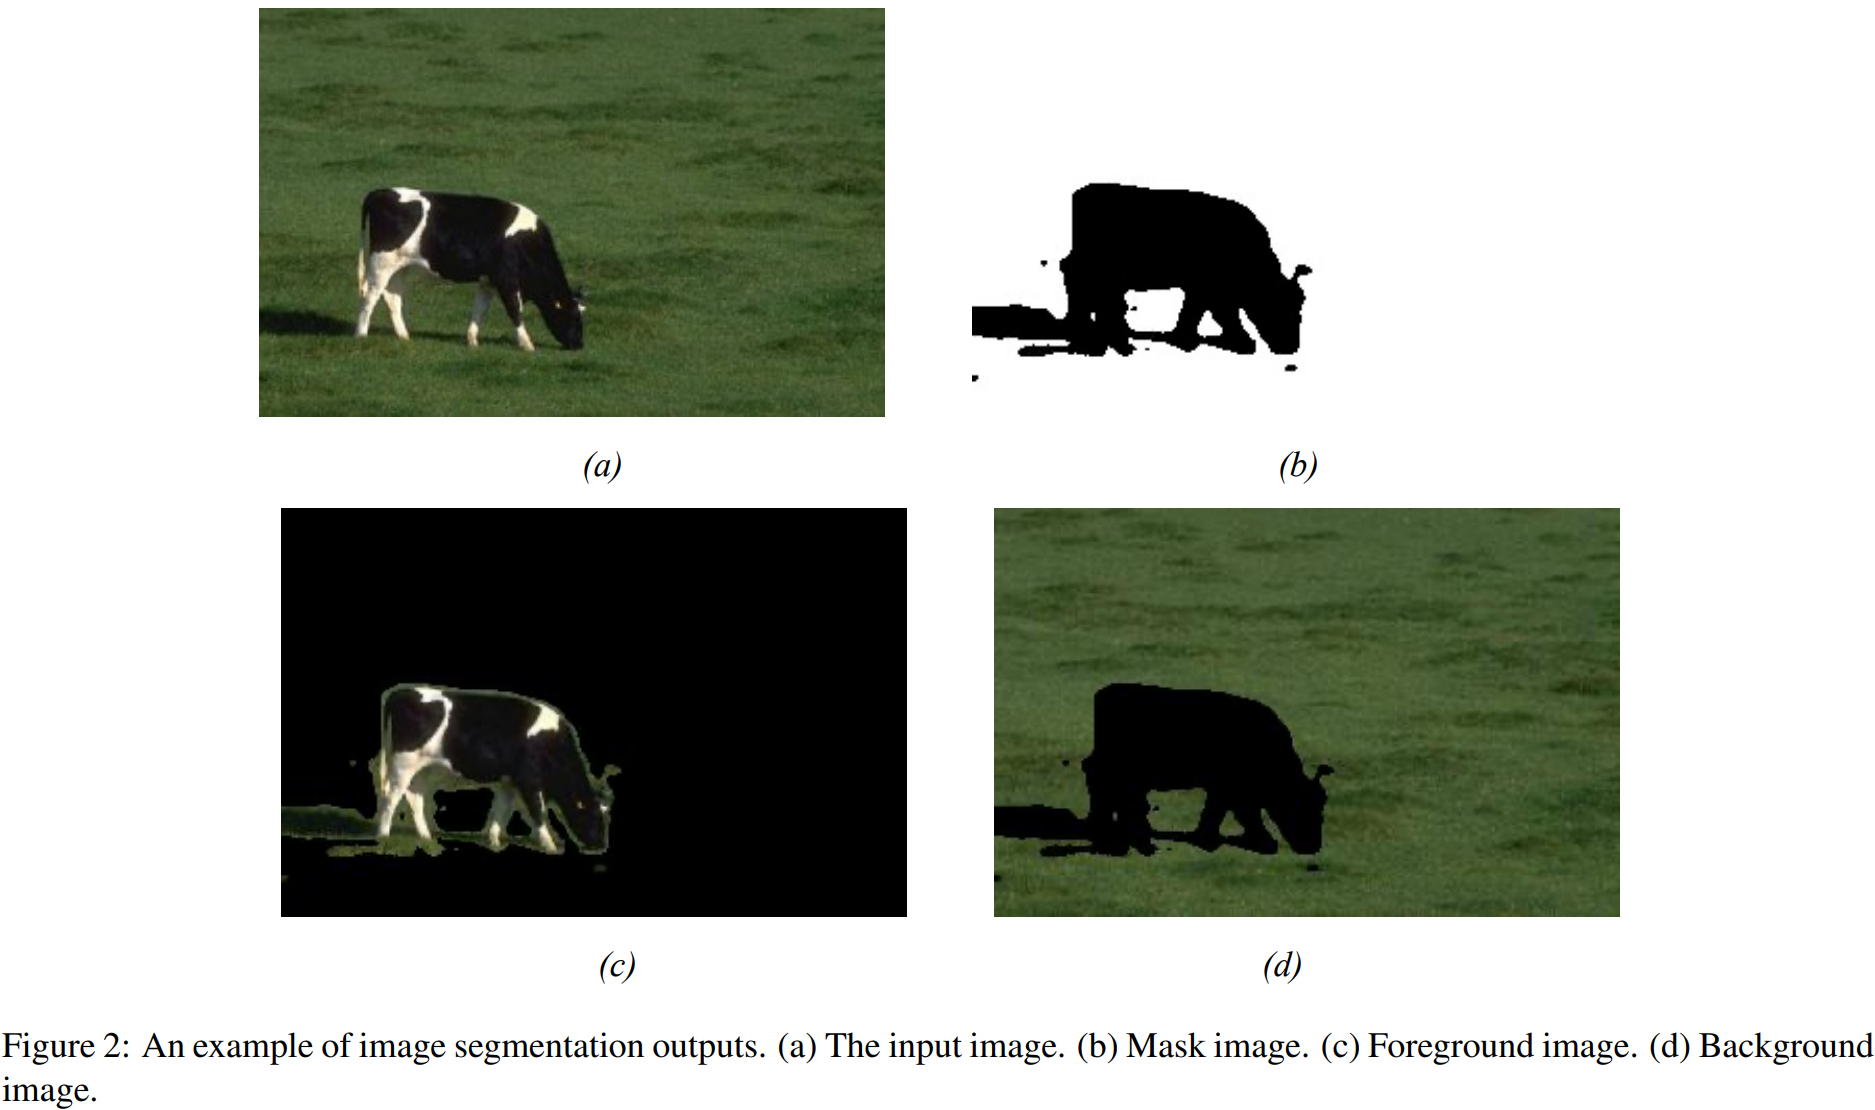 (a)
(b)
(c)
(d)
Figure 2: An example of image segmentation outputs. (a) The input image. (b) Mask image. (c) Foreground image. (d) Background
image.